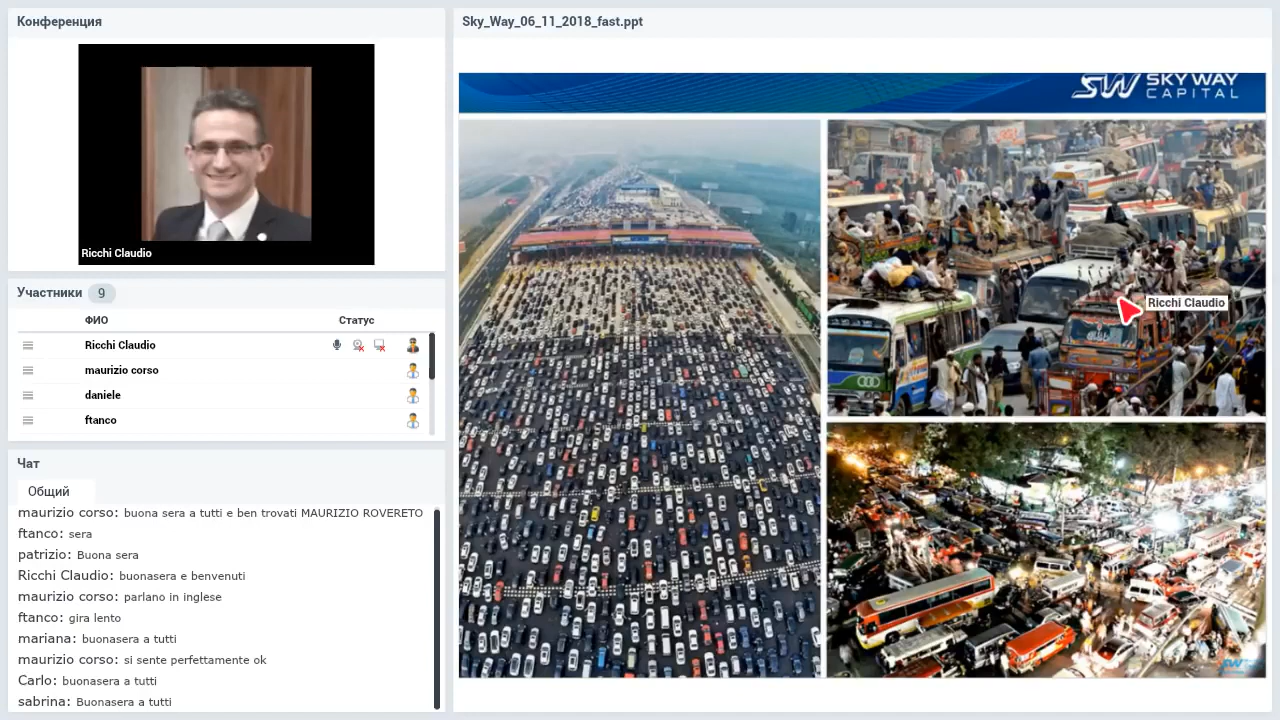 Конференция
Ricchi Claudio
Участники 9
ФИО Статус
Ricchi Claudio
maurizio corso
daniele
ftanco
Чат
Общий
maurizio corso: buona sera a tutti e ben trovati MAURIZIO ROVERETO
ftanco: sera
patrizio: Buona sera
Ricchi Claudio: buonasera e benvenuti
maurizio corso: parlano in inglese
ftanco: gira lento
mariana: buonasera a tutti
maurizio corso: si sente perfettamente ok
Carlo: buonasera a tutti
sabrina: Buonasera a tutti
Sky_Way_06_11_2018_fast.ppt
SW SKY WAY
CAPITAL
Ricchi Claudio
SW